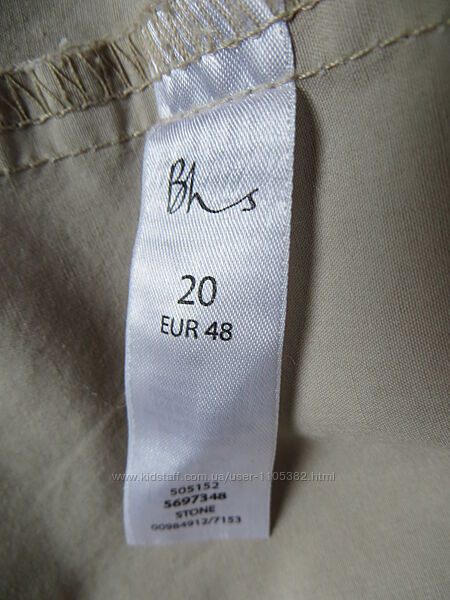 Bhs
20
EUR 48
www.kidstaff.com.ua/user-1105382.html
505152
5697348
STONE
00984912/7153